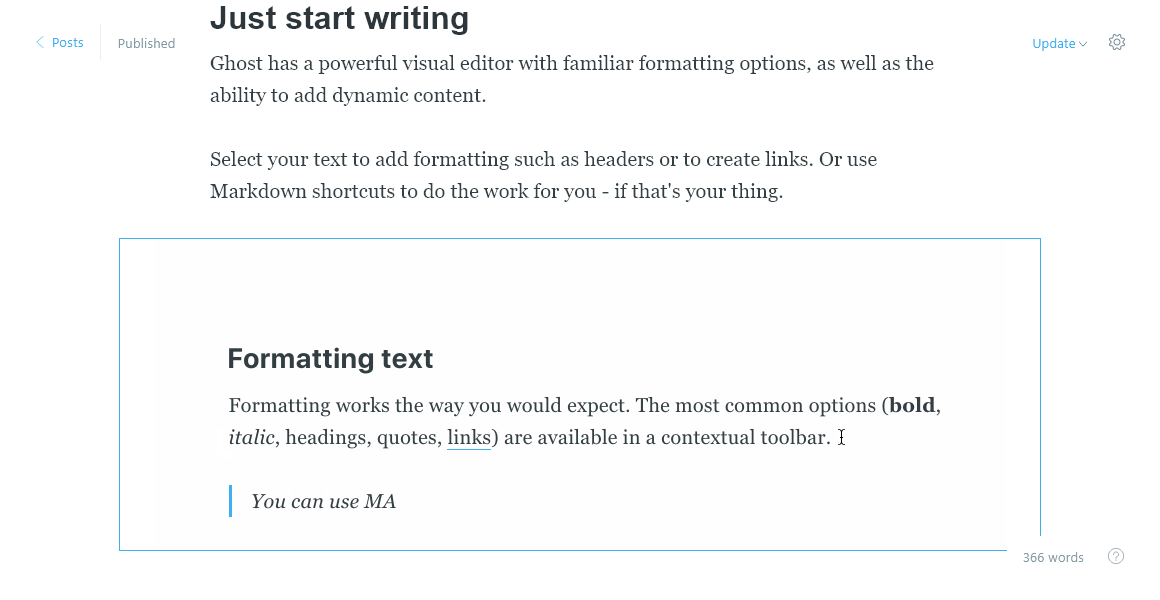 Just start writing
Posts
Published
Update
Ghost has a powerful visual editor with familiar formatting options, as well as the
ability to add dynamic content.
Select your text to add formatting such as headers or to create links. Or use
Markdown shortcuts to do the work for you - if that's your thing.
Formatting text
Formatting works the way you would expect. The most common options (bold,
italic, headings, quotes, links) are available in a contextual toolbar.
You can use MA
366 words
?